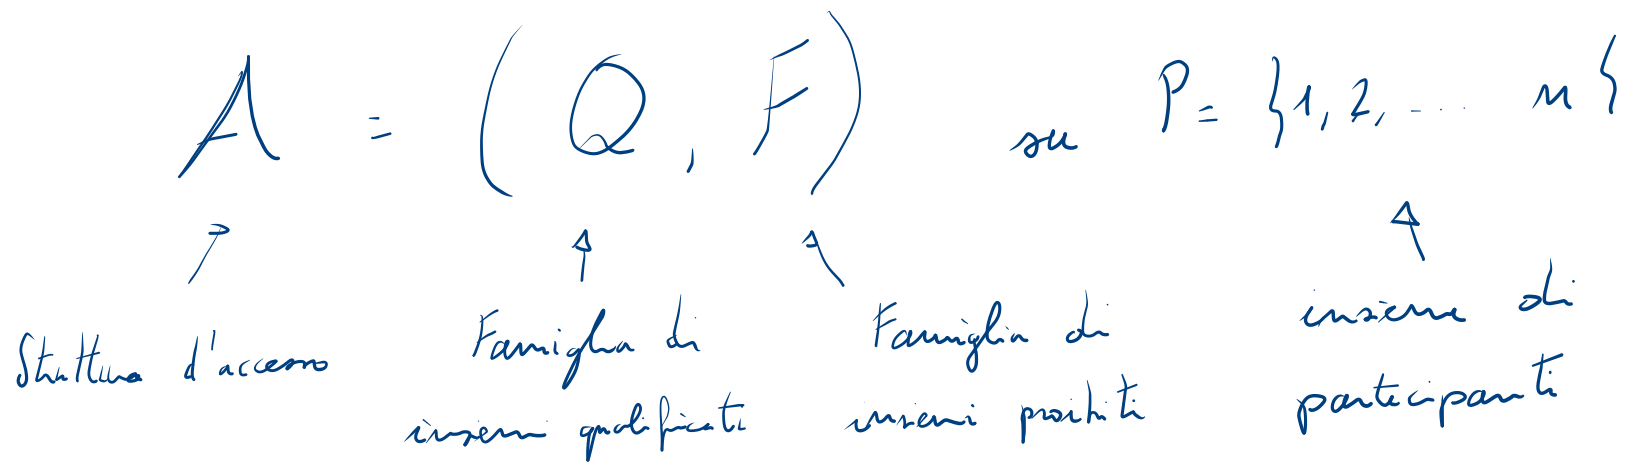 A = (Q, F) su P = {1, 2, ... n}
Struttura d'accesso
Famiglia di
insiemi qualificati
Famiglia di
insiemi proibiti
insieme di
partecipanti